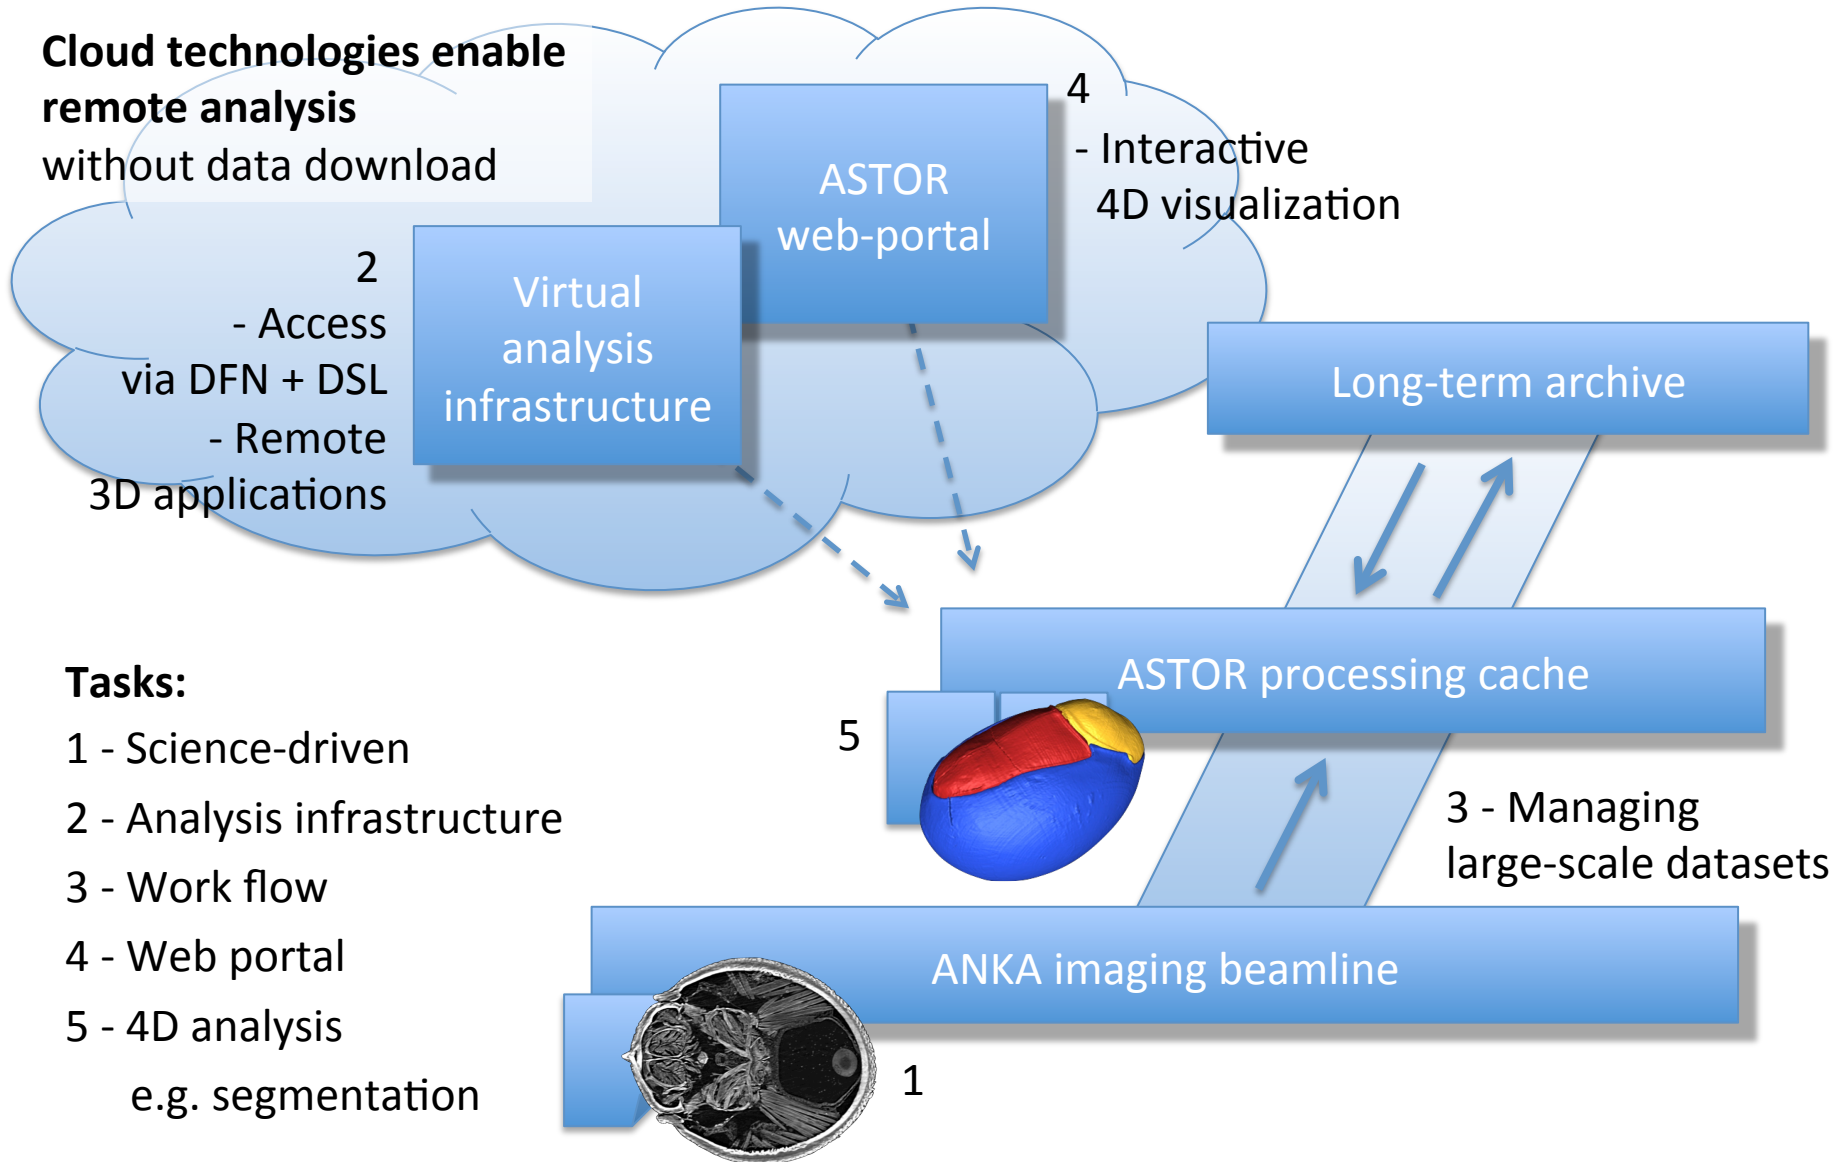 Cloud technologies enable
remote analysis
without data download
4
- Interactive
4D visualization
ASTOR
web-portal
2
- Access
via DFN + DSL
- Remote
3D applications
Virtual
analysis
infrastructure
Long-term archive
ASTOR processing cache
5
3 - Managing
large-scale datasets
ANKA imaging beamline
1
Tasks:
1 - Science-driven
2 - Analysis infrastructure
3 - Work flow
4 - Web portal
5 - 4D analysis
e.g. segmentation